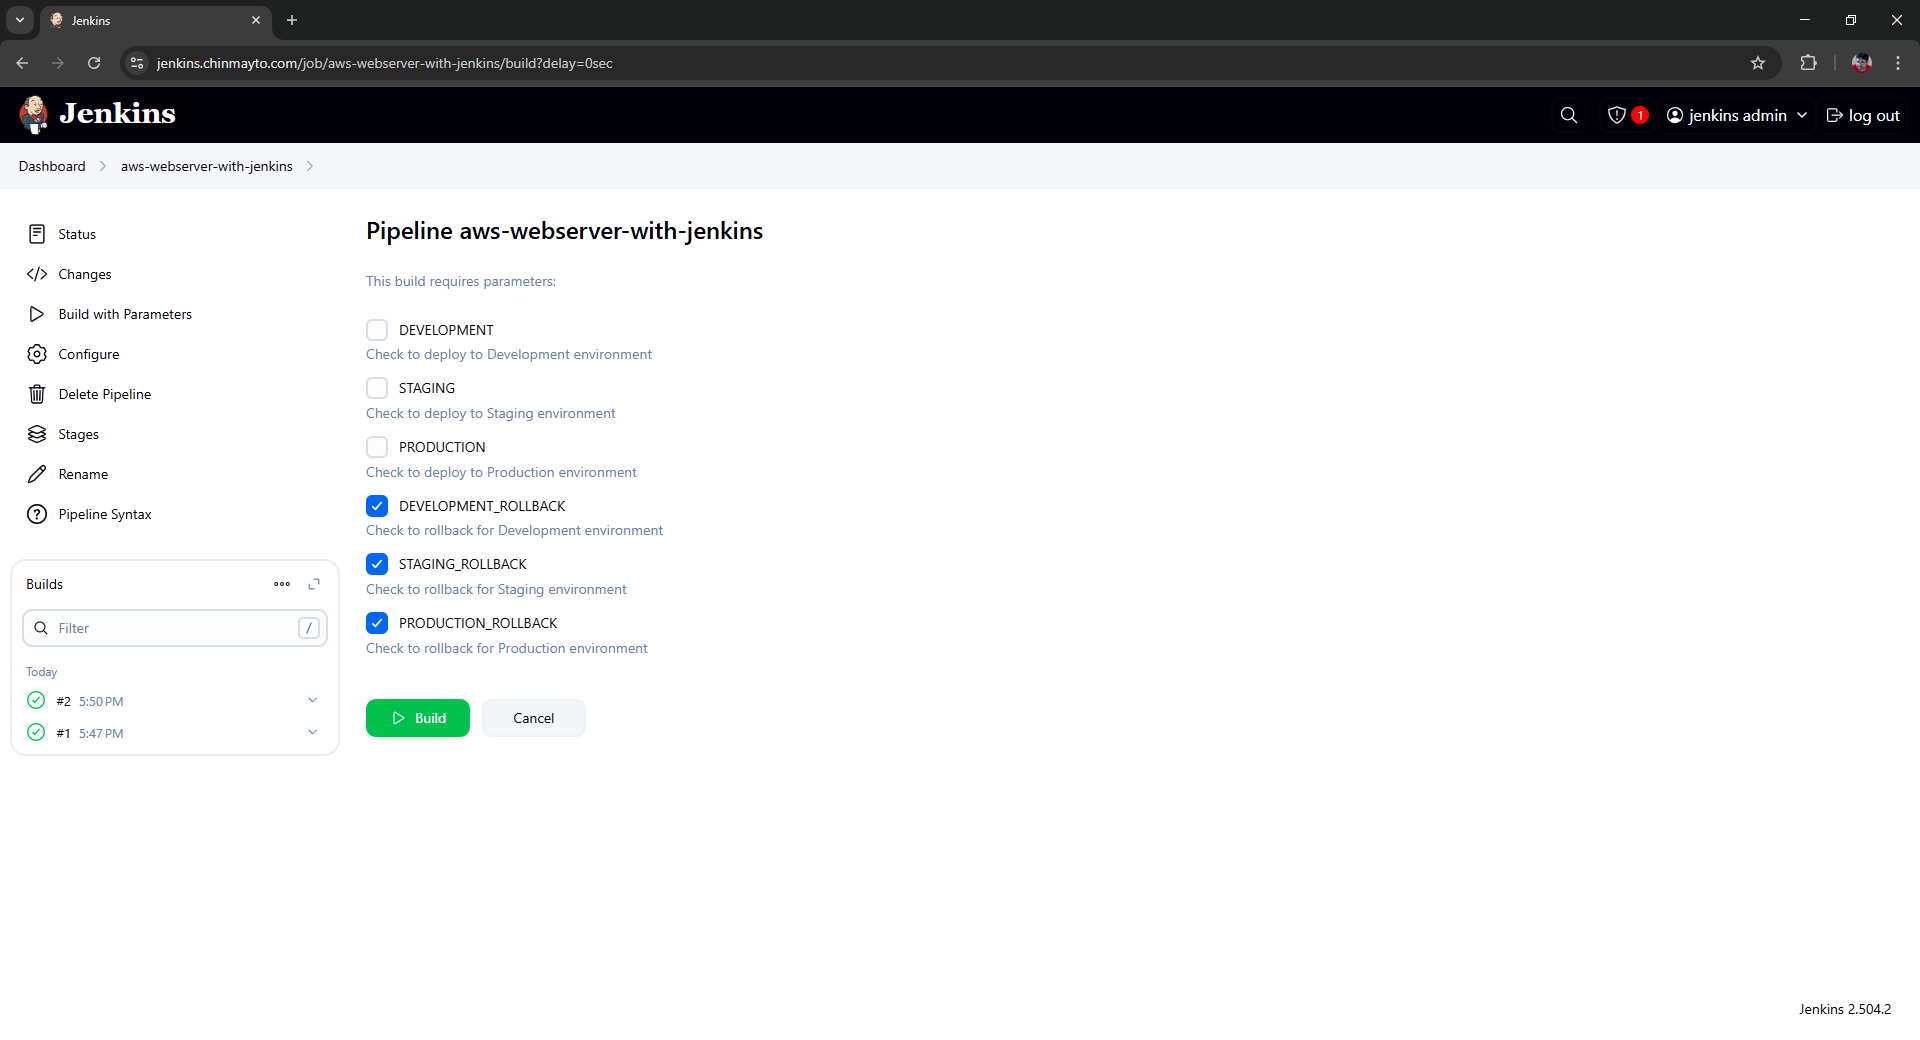 Jenkins
jenkins.chinmayto.com/job/aws-webserver-with-jenkins/build?delay=0sec
Jenkins
1
jenkins admin
log out
Dashboard
aws-webserver-with-jenkins
Status
Changes
Build with Parameters
Configure
Delete Pipeline
Stages
Rename
Pipeline Syntax
Builds
Filter
/
Today
#2 5:50 PM
#1 5:47 PM
Pipeline aws-webserver-with-jenkins
This build requires parameters:
DEVELOPMENT
Check to deploy to Development environment
STAGING
Check to deploy to Staging environment
PRODUCTION
Check to deploy to Production environment
DEVELOPMENT_ROLLBACK
Check to rollback for Development environment
STAGING_ROLLBACK
Check to rollback for Staging environment
PRODUCTION_ROLLBACK
Check to rollback for Production environment
Build
Cancel
Jenkins 2.504.2